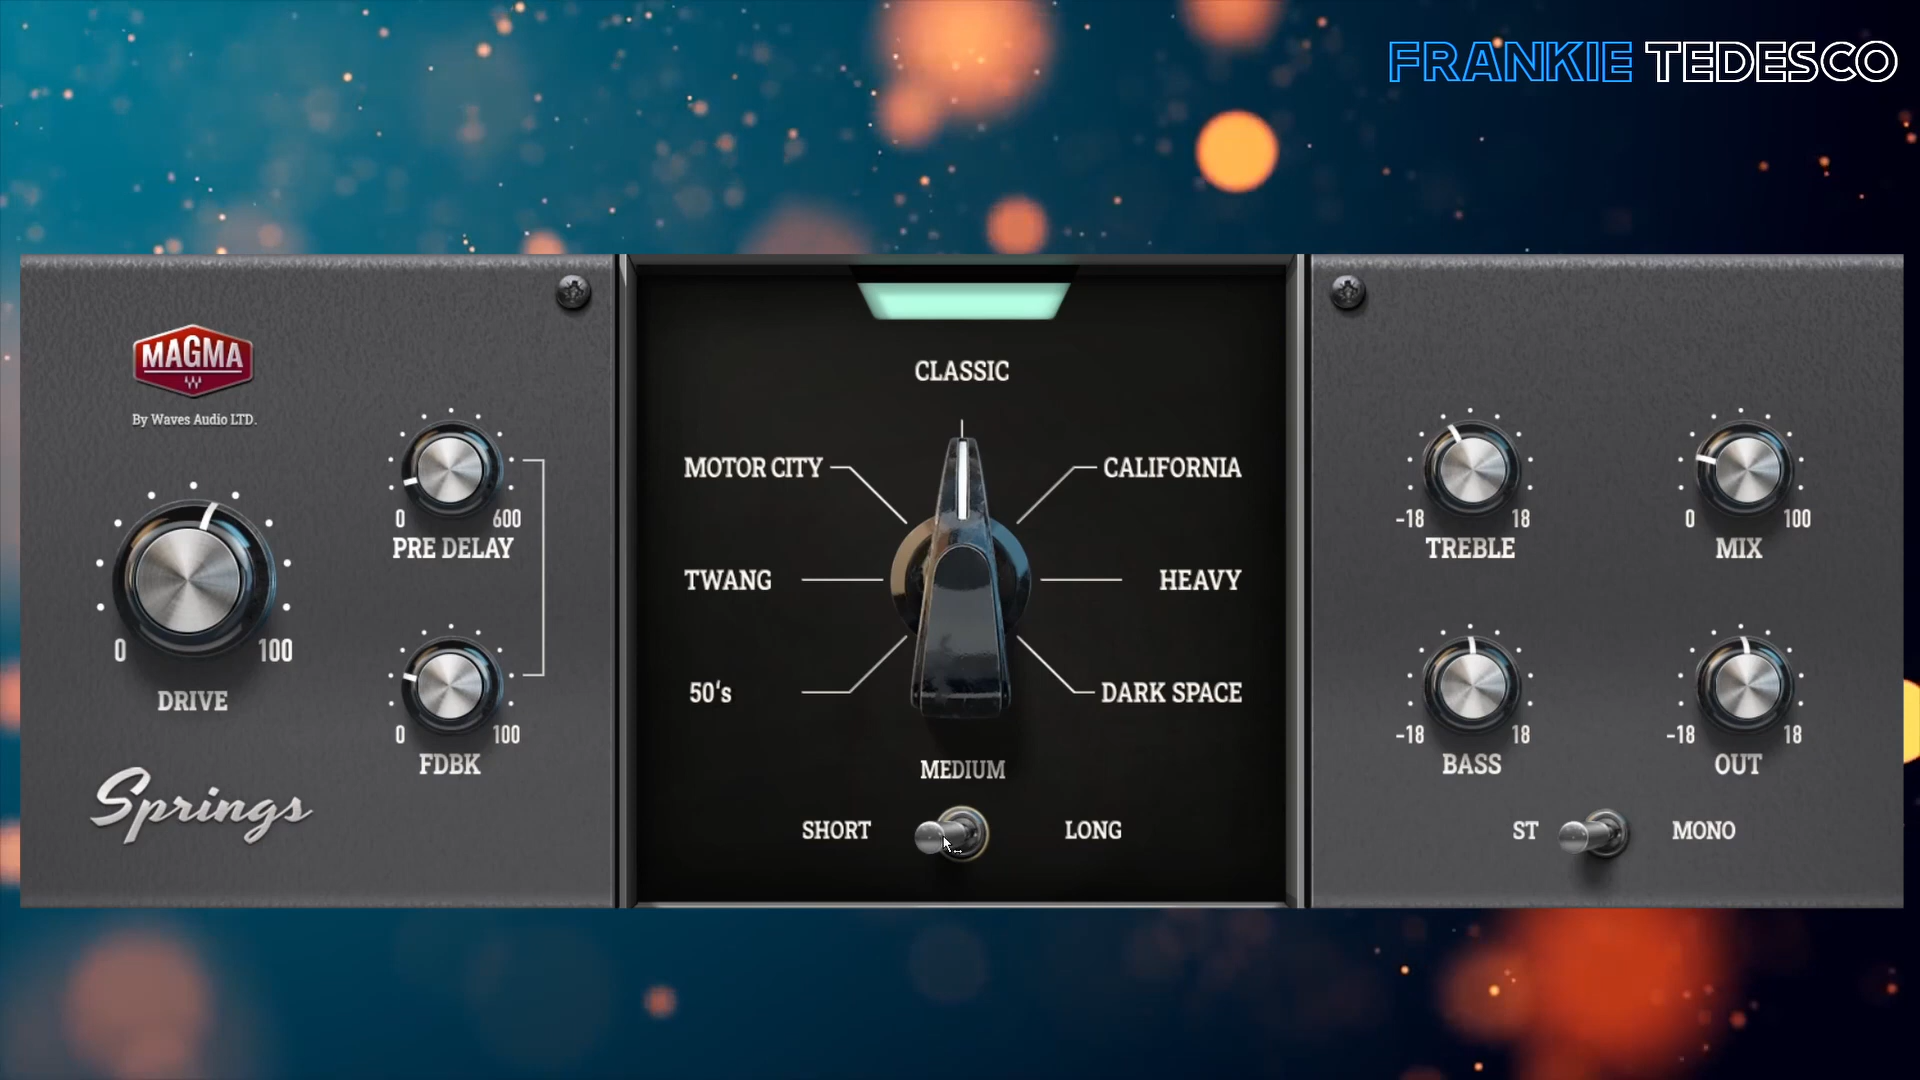 FRANKIE TEDESCO
MAGMA
By Waves Audio LTD.
0 100
DRIVE
Springs
0 600
PRE DELAY
0 100
FDBK
CLASSIC
MOTOR CITY
CALIFORNIA
TWANG
HEAVY
50's
DARK SPACE
MEDIUM
SHORT
LONG
-18 18
TREBLE
0 100
MIX
-18 18
BASS
-18 18
OUT
ST
MONO